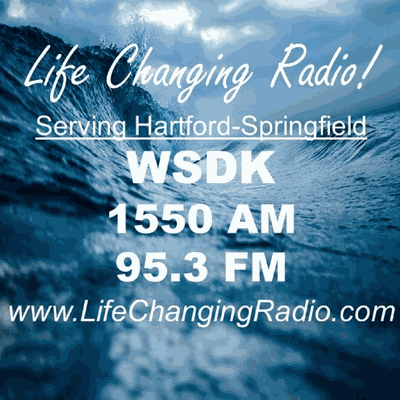 Life Changing Radio!
Serving Hartford-Springfield
WSDK
1550 AM
95.3 FM
www.LifeChangingRadio.com